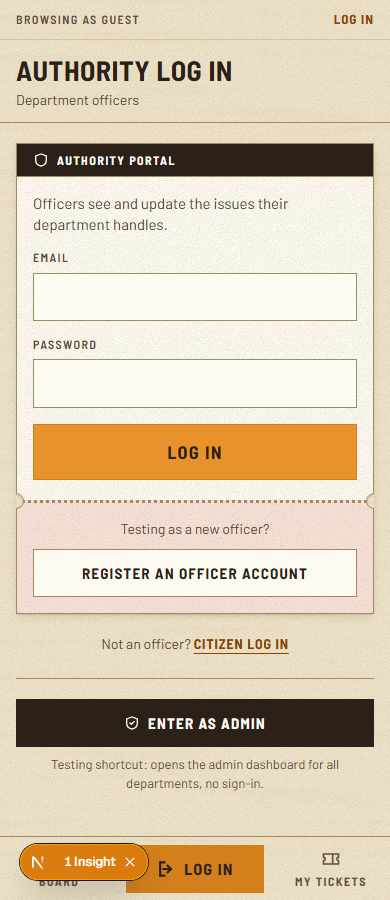 BROWSING AS GUEST
LOG IN
AUTHORITY LOG IN
Department officers
AUTHORITY PORTAL
Officers see and update the issues their
department handles.
EMAIL
PASSWORD
LOG IN
Testing as a new officer?
REGISTER AN OFFICER ACCOUNT
Not an officer? CITIZEN LOG IN
ENTER AS ADMIN
Testing shortcut: opens the admin dashboard for all
departments, no sign-in.
N 1 Insight
BOARD
LOG IN
MY TICKETS